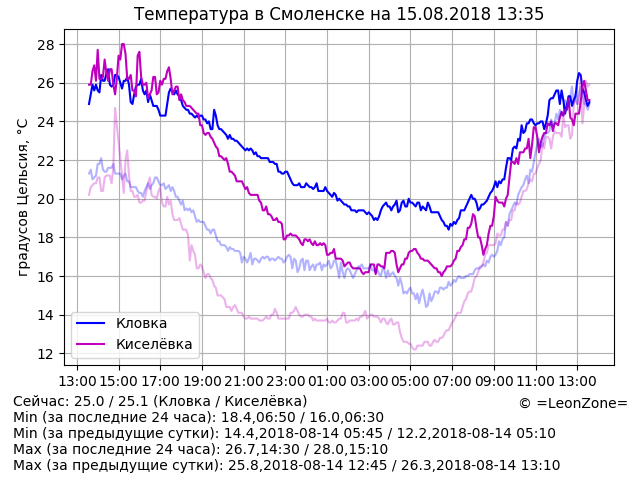 Температура в Смоленске на 15.08.2018 13:35
градусов Цельсия, °C
28
26
24
22
20
18
16
14
12
Кловка
Киселёвка
13:00 15:00 17:00 19:00 21:00 23:00 01:00 03:00 05:00 07:00 09:00 11:00 13:00
Сейчас: 25.0 / 25.1 (Кловка / Киселёвка)
© =LeonZone=
Min (за последние 24 часа): 18.4,06:50 / 16.0,06:30
Min (за предыдущие сутки): 14.4,2018-08-14 05:45 / 12.2,2018-08-14 05:10
Max (за последние 24 часа): 26.7,14:30 / 28.0,15:10
Max (за предыдущие сутки): 25.8,2018-08-14 12:45 / 26.3,2018-08-14 13:10